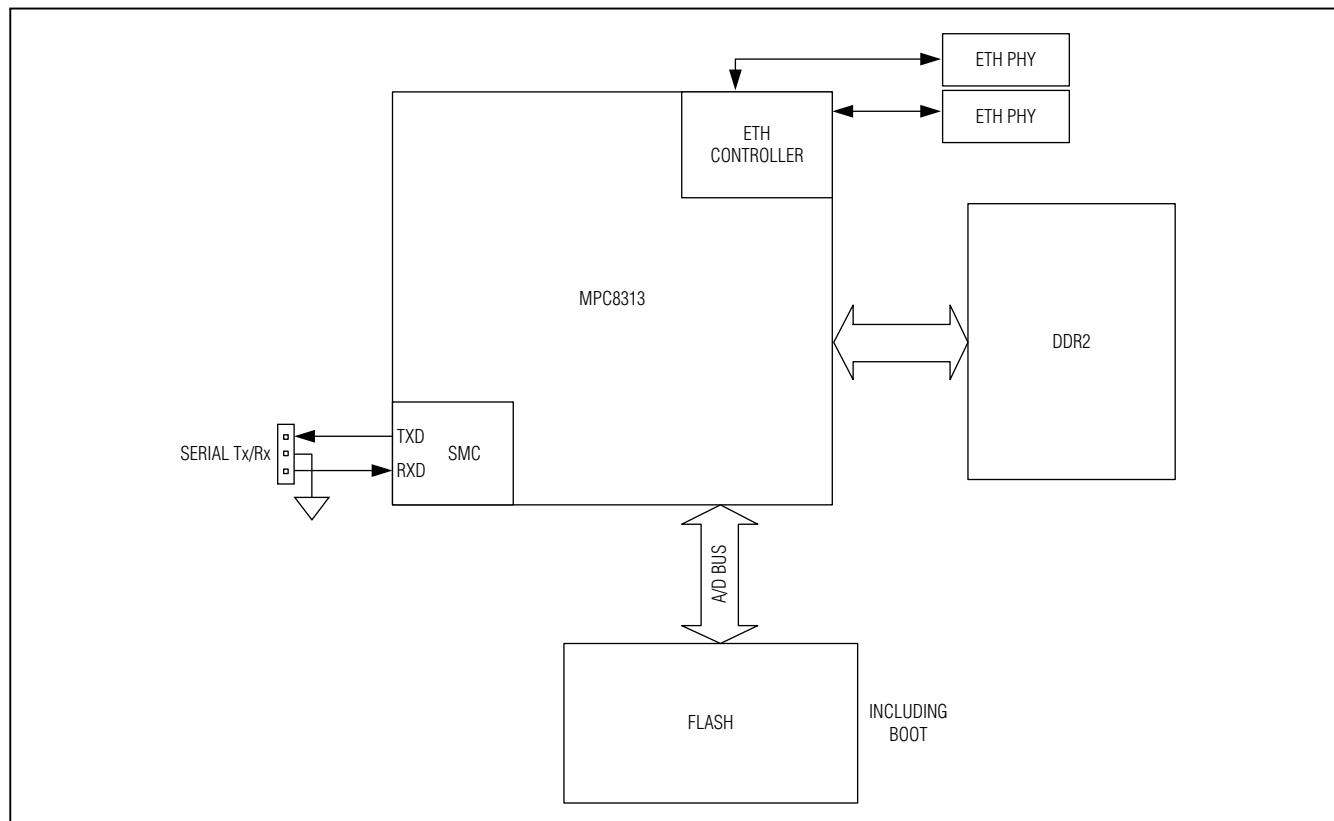 ETH PHY
ETH PHY
ETH
CONTROLLER
MPC8313
DDR2
SERIAL Tx/Rx
TXD
SMC
RXD
A/D BUS
FLASH
INCLUDING
BOOT